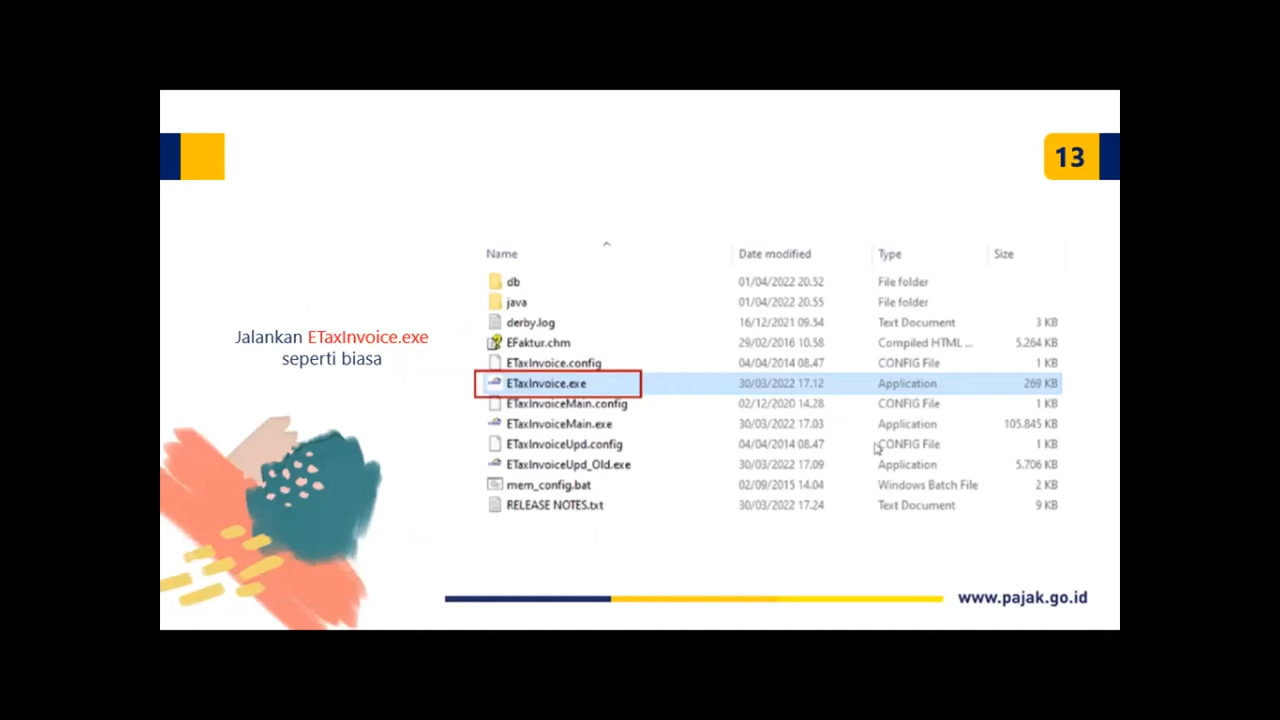 13
Name Date modified Type Size
db 01/04/2022 20.52 File folder
java 01/04/2022 20.55 File folder
derby.log 16/12/2021 09.54 Text Document 3 KB
EFaktur.chm 29/02/2016 10.58 Compiled HTML ... 5.264 KB
ETaxInvoice.config 04/04/2014 08.47 CONFIG File 1 KB
ETaxInvoice.exe 30/03/2022 17.12 Application 269 KB
ETaxInvoiceMain.config 02/12/2020 14.28 CONFIG File 1 KB
ETaxInvoiceMain.exe 30/03/2022 17.03 Application 105.845 KB
ETaxInvoiceUpd.config 04/04/2014 08.47 CONFIG File 1 KB
ETaxInvoiceUpd_Old.exe 30/03/2022 17.09 Application 5.706 KB
mem_config.bat 02/09/2015 14.04 Windows Batch File 2 KB
RELEASE NOTES.txt 30/03/2022 17.24 Text Document 9 KB
Jalankan ETaxInvoice.exe
seperti biasa
www.pajak.go.id